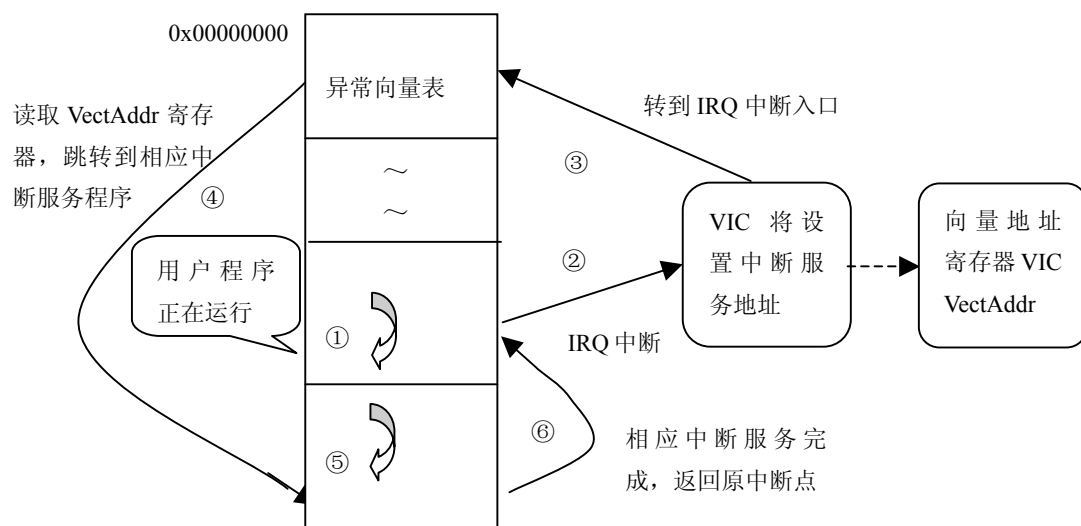 0x00000000
异常向量表
读取 VectAddr 寄存
器，跳转到相应中
断服务程序
④
转到 IRQ 中断入口
③
～
～
VIC 将设
置中断服
务地址
向量地址
寄存器 VIC
VectAddr
②
用户程序
正在运行
①
IRQ 中断
⑤
⑥
相应中断服务完
成，返回原中断点